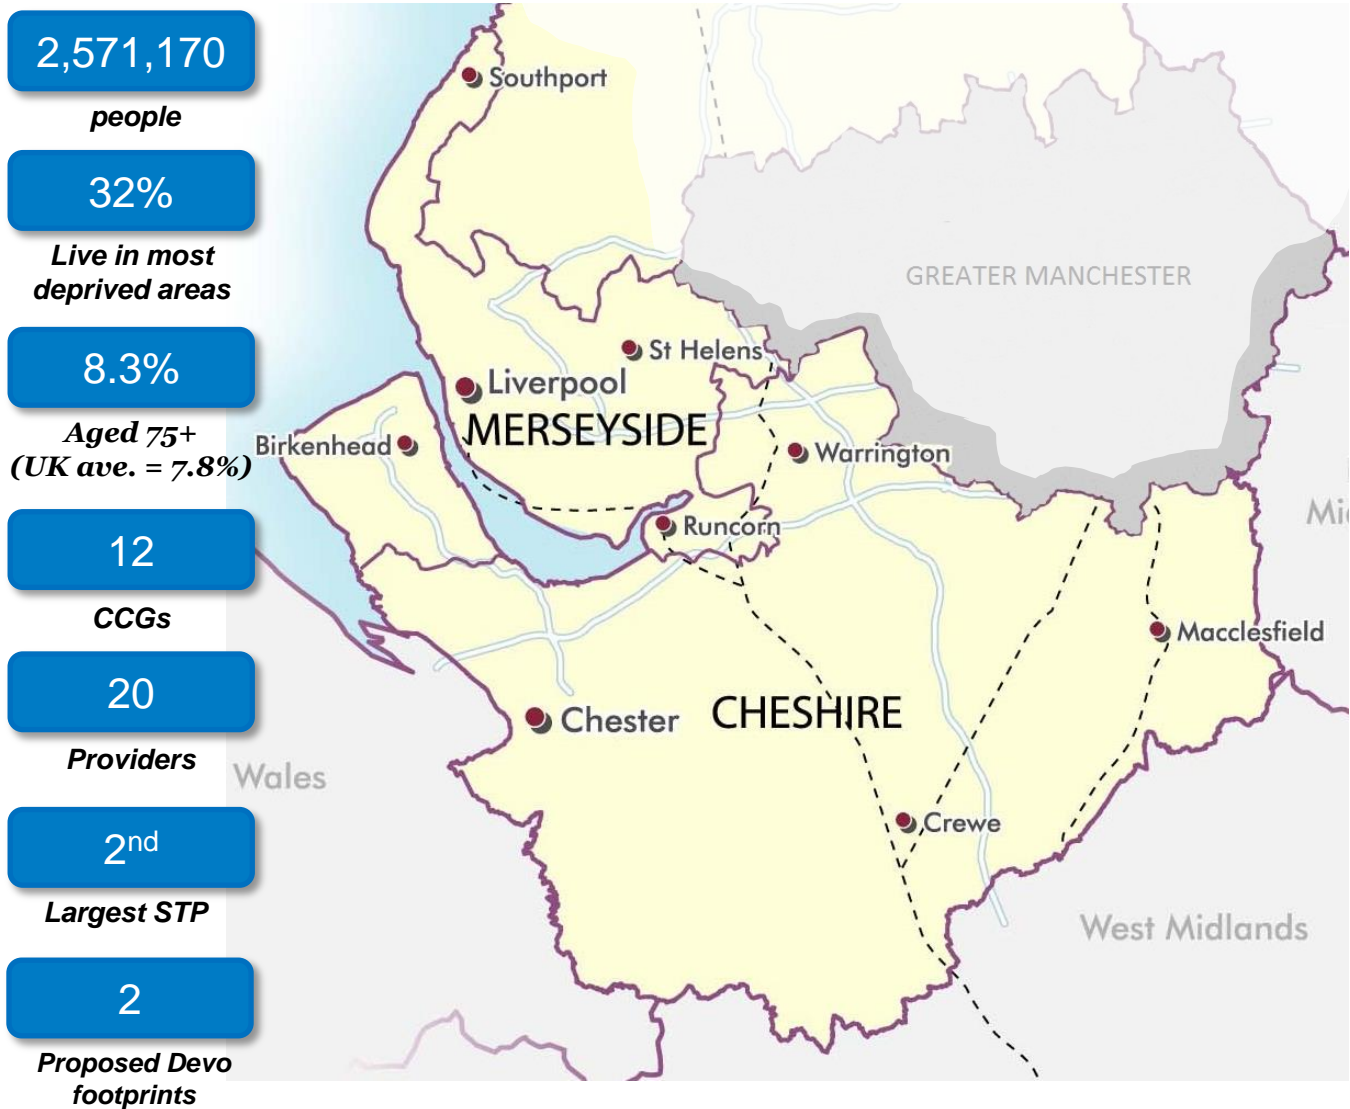 2,571,170
people
32%
Live in most
deprived areas
8.3%
Aged 75+
(UK ave. = 7.8%)
12
CCGs
20
Providers
2nd
Largest STP
2
Proposed Devo
footprints
Southport
GREATER MANCHESTER
St Helens
Liverpool
MERSEYSIDE
Birkenhead
Warrington
Runcorn
Macclesfield
Chester
CHESHIRE
Wales
Crewe
West Midlands